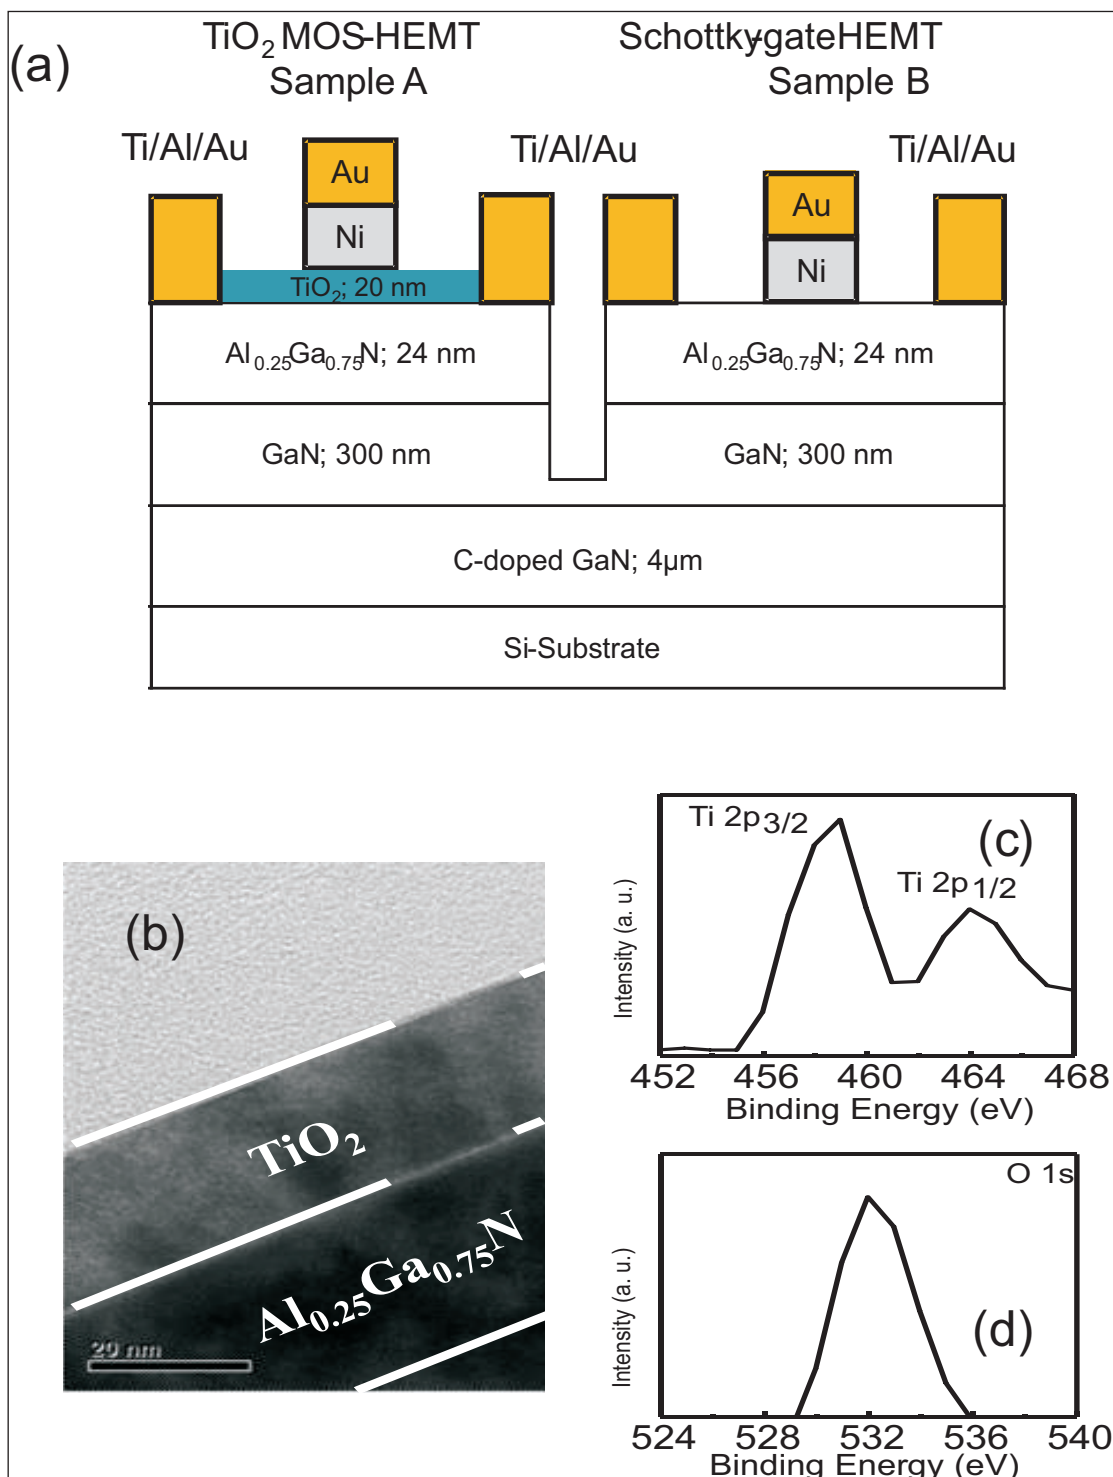 (a)
TiO2 MOS-HEMT
Sample A
Schottky-gateHEMT
Sample B
Ti/Al/Au
Ti/Al/Au
Ti/Al/Au
Au
Ni
Au
Ni
TiO2; 20 nm
Al0.25Ga0.75N; 24 nm
Al0.25Ga0.75N; 24 nm
GaN; 300 nm
GaN; 300 nm
C-doped GaN; 4µm
Si-Substrate
(b)
TiO2
Al0.25Ga0.75N
20 nm
(c)
Ti 2p3/2
Ti 2p1/2
Intensity (a. u.)
452 456 460 464 468
Binding Energy (eV)
O 1s
(d)
Intensity (a. u.)
524 528 532 536 540
Binding Energy (eV)